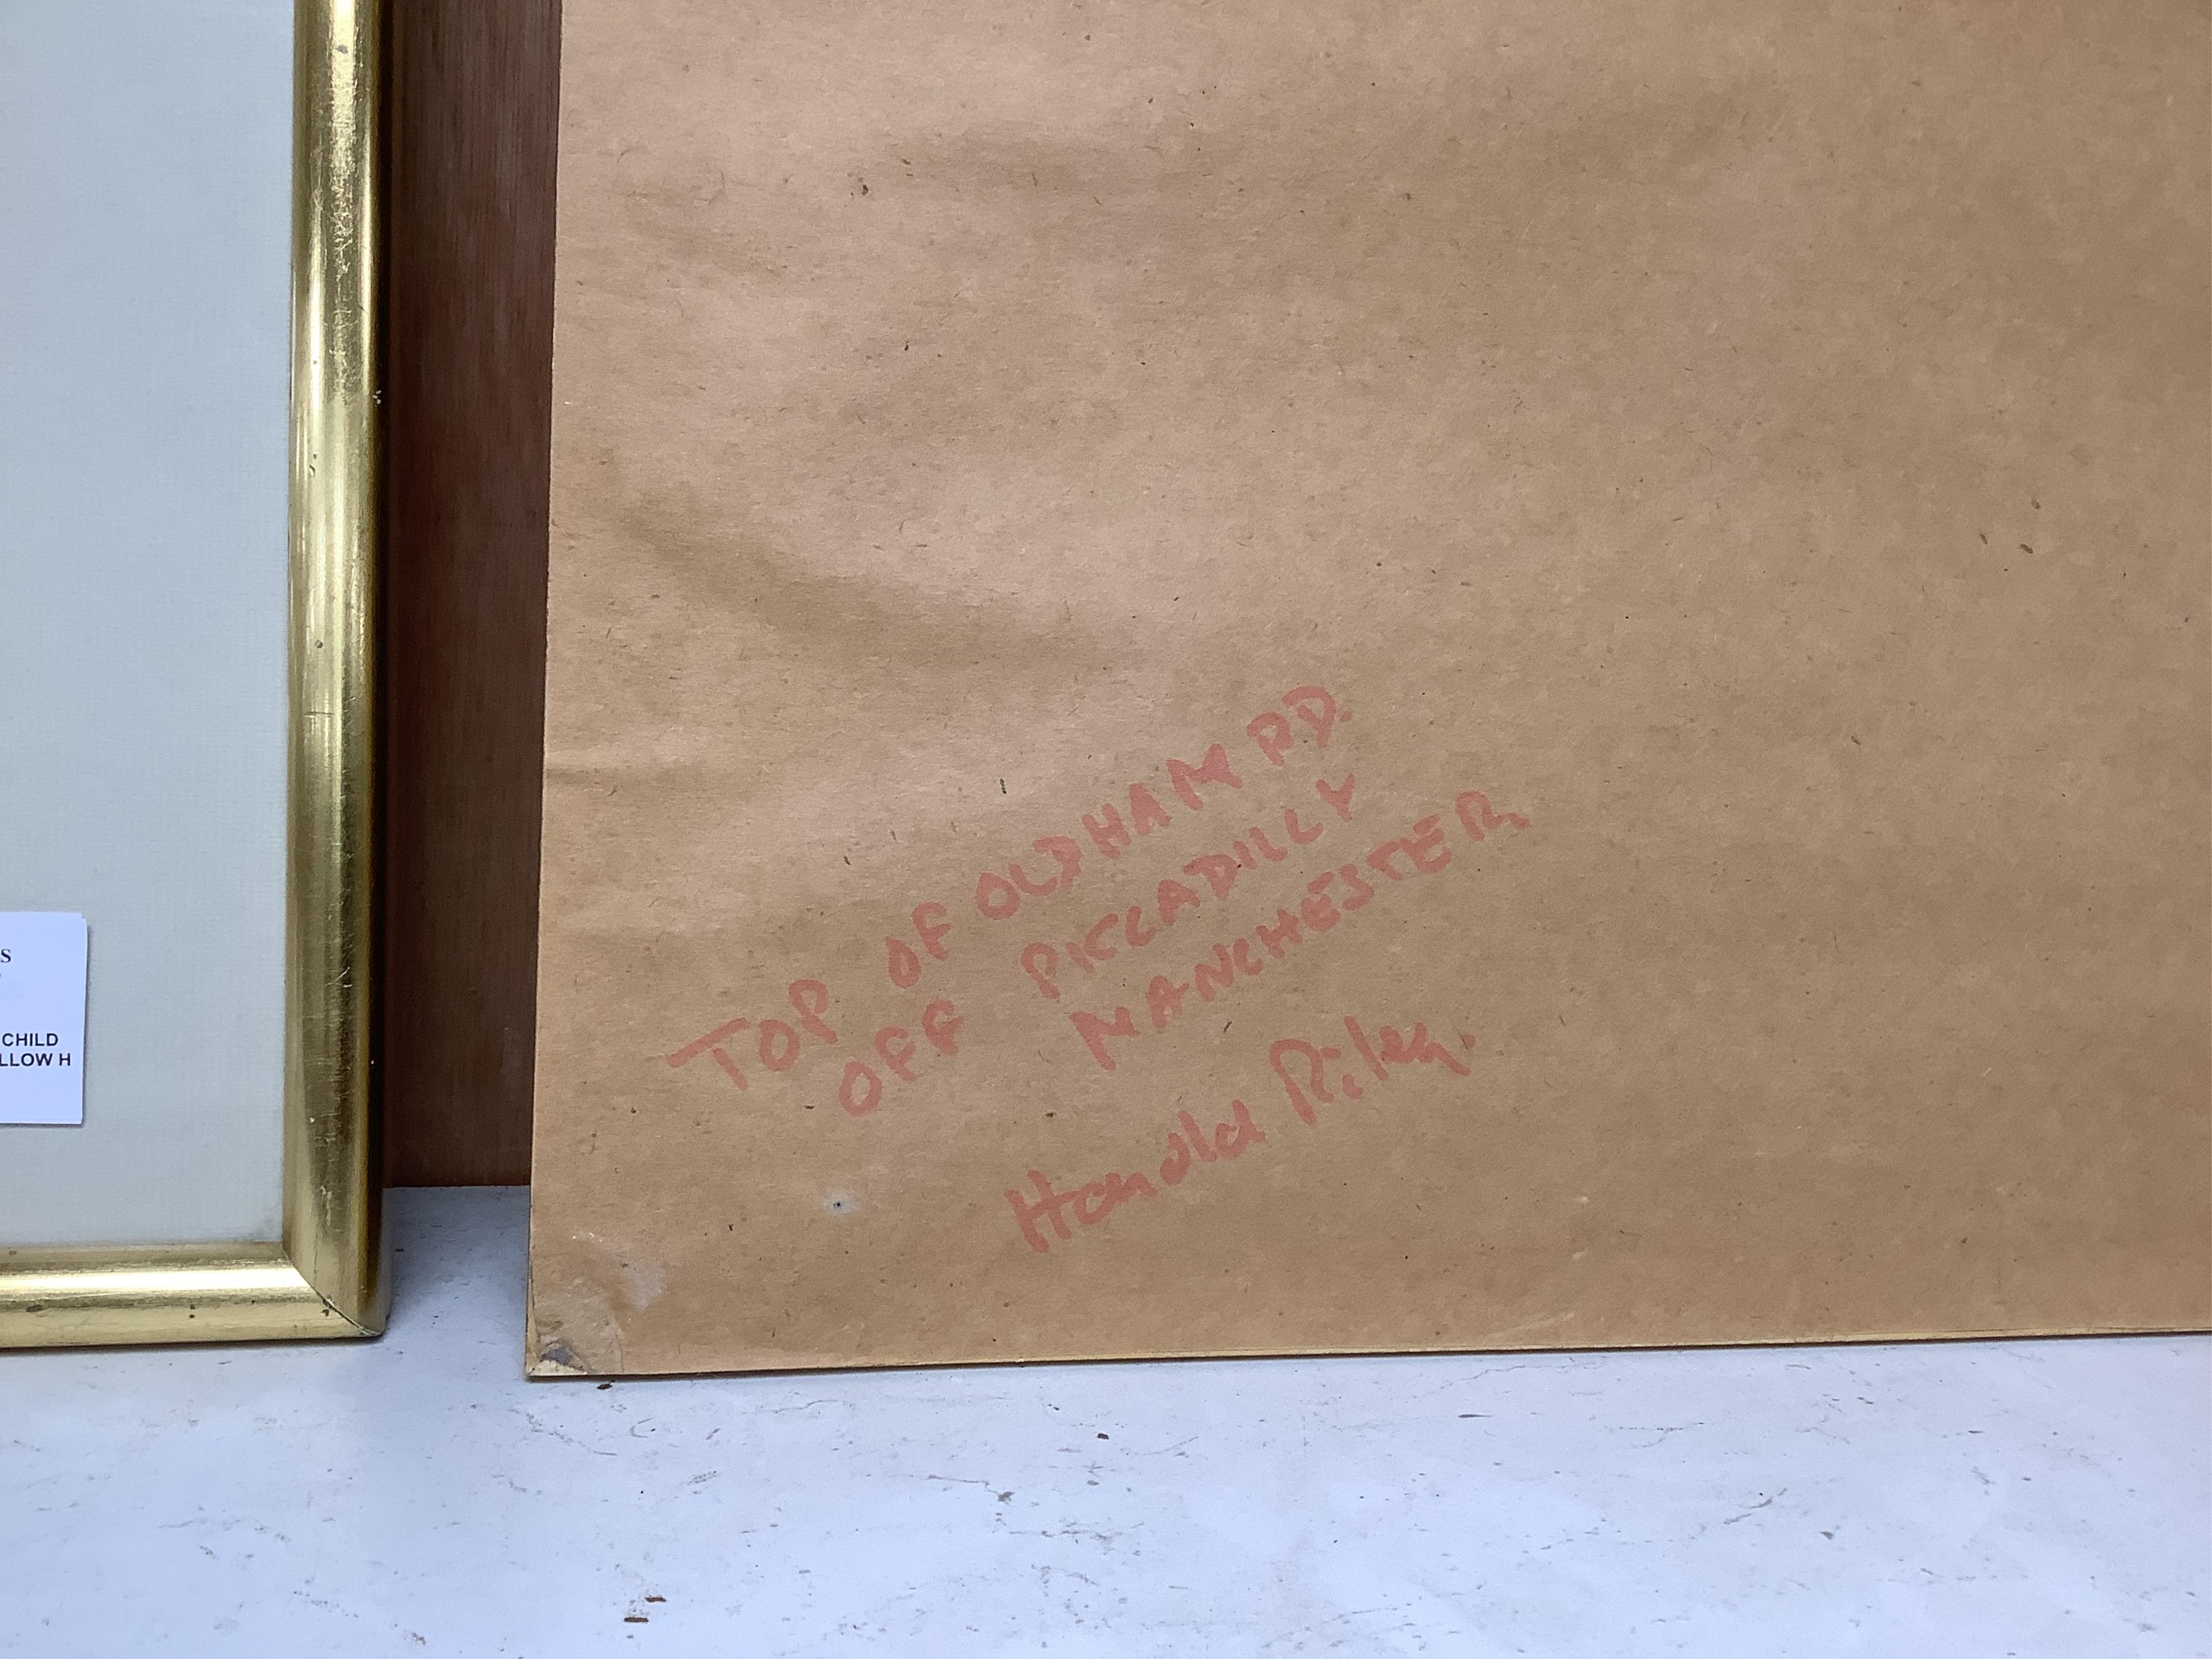 TOP OF OLDHAM RD.
OFF PICCADILLY
MANCHESTER
Harold Riley.
S
CHILD
LLOW H